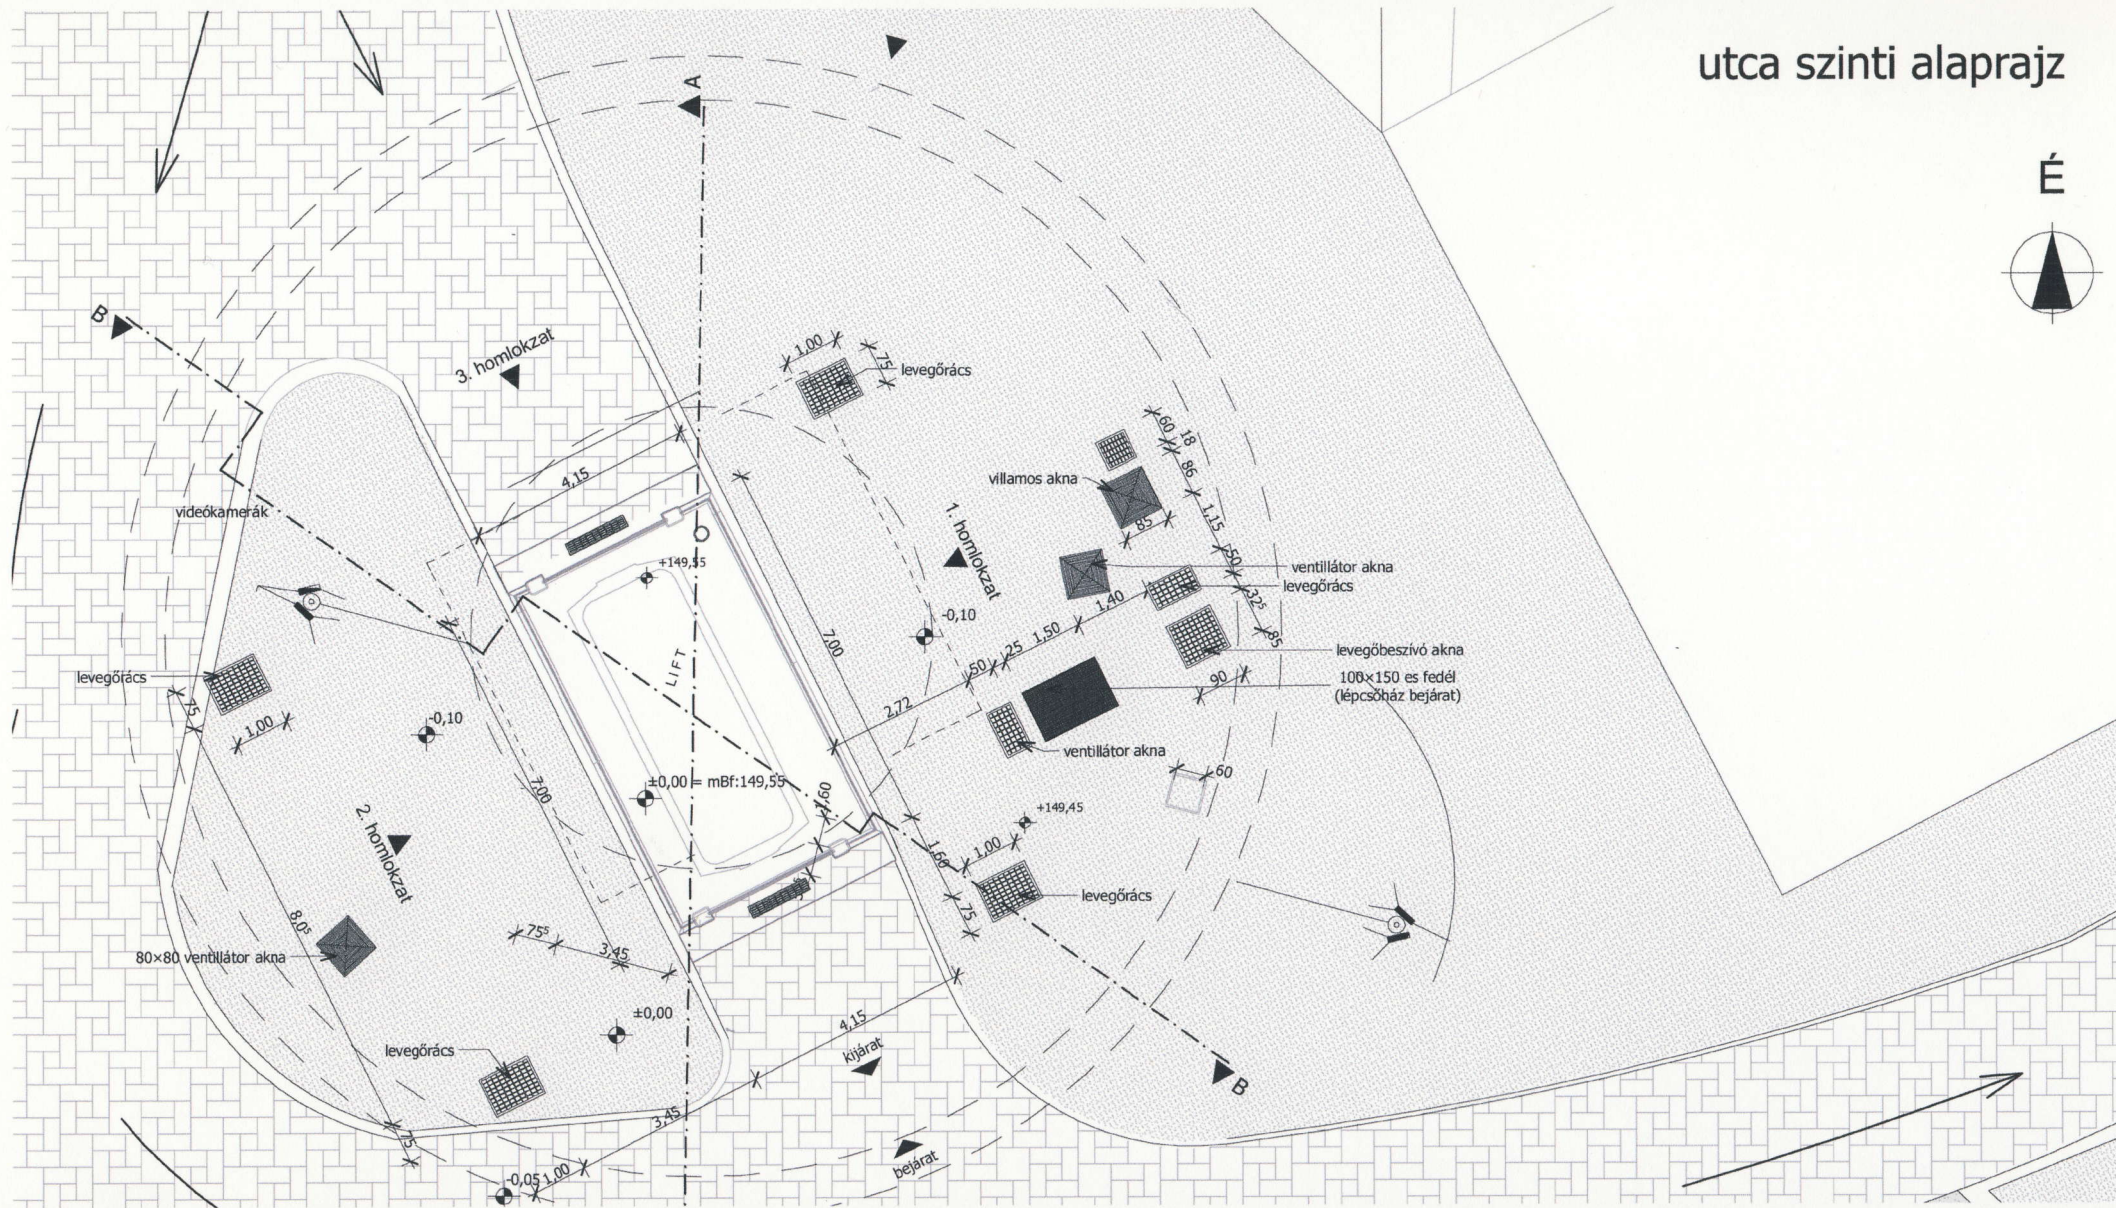 utca szinti alaprajz
É
A
B
3. homlokzat
1,00
75
levegőrács
4,15
60
18
86
villamos akna
85
1,15
50
videókamerák
1. homlokzat
+149,55
ventillátor akna
levegőrács
32⁵
1,40
-0,10
1,50
25
50
85
7,00
LIFT
levegőbeszívó akna
levegőrács
90
100×150 es fedél
(lépcsőház bejárat)
75
1,00
-0,10
2,72
ventillátor akna
60
±0,00 = mBf:149,55
1,60
7,00
+149,45
2. homlokzat
1,60
1,00
levegőrács
75
8,0⁵
75⁵
3,45
80×80 ventillátor akna
±0,00
4,15
kijárat
levegőrács
B
3,45
75
bejárat
-0,05
1,00